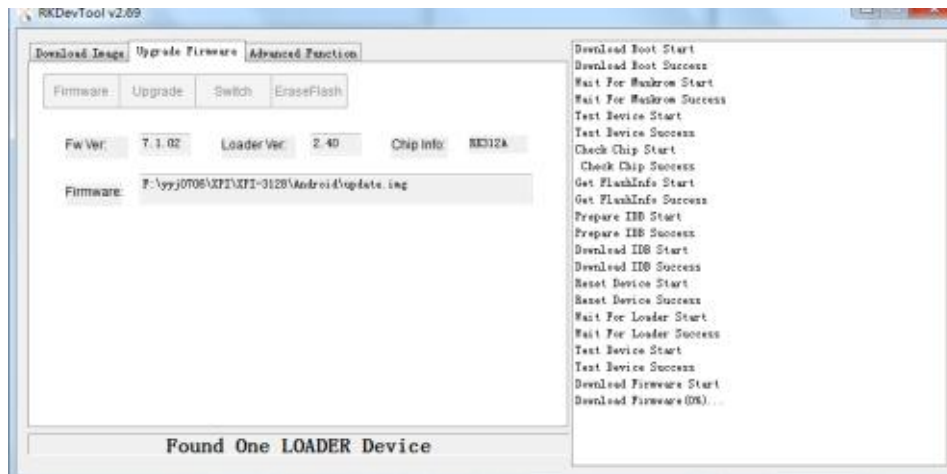 RKDevTool v2.69
Download Image Upgrade Firmware Advanced Function
Firmware Upgrade Switch EraseFlash
Fw Ver: 7.1.02 Loader Ver: 2.40 Chip Info: RK312A
Firmware: F:\yyj0706\XPI\XPI-3128\Android\update.img
Found One LOADER Device
Download Boot Start
Download Boot Success
Wait For Maskrom Start
Wait For Maskrom Success
Test Device Start
Test Device Success
Check Chip Start
Check Chip Success
Get FlashInfo Start
Get FlashInfo Success
Prepare IDB Start
Prepare IDB Success
Download IDB Start
Download IDB Success
Reset Device Start
Reset Device Success
Wait For Loader Start
Wait For Loader Success
Test Device Start
Test Device Success
Download Firmware Start
Download Firmware(0%)...